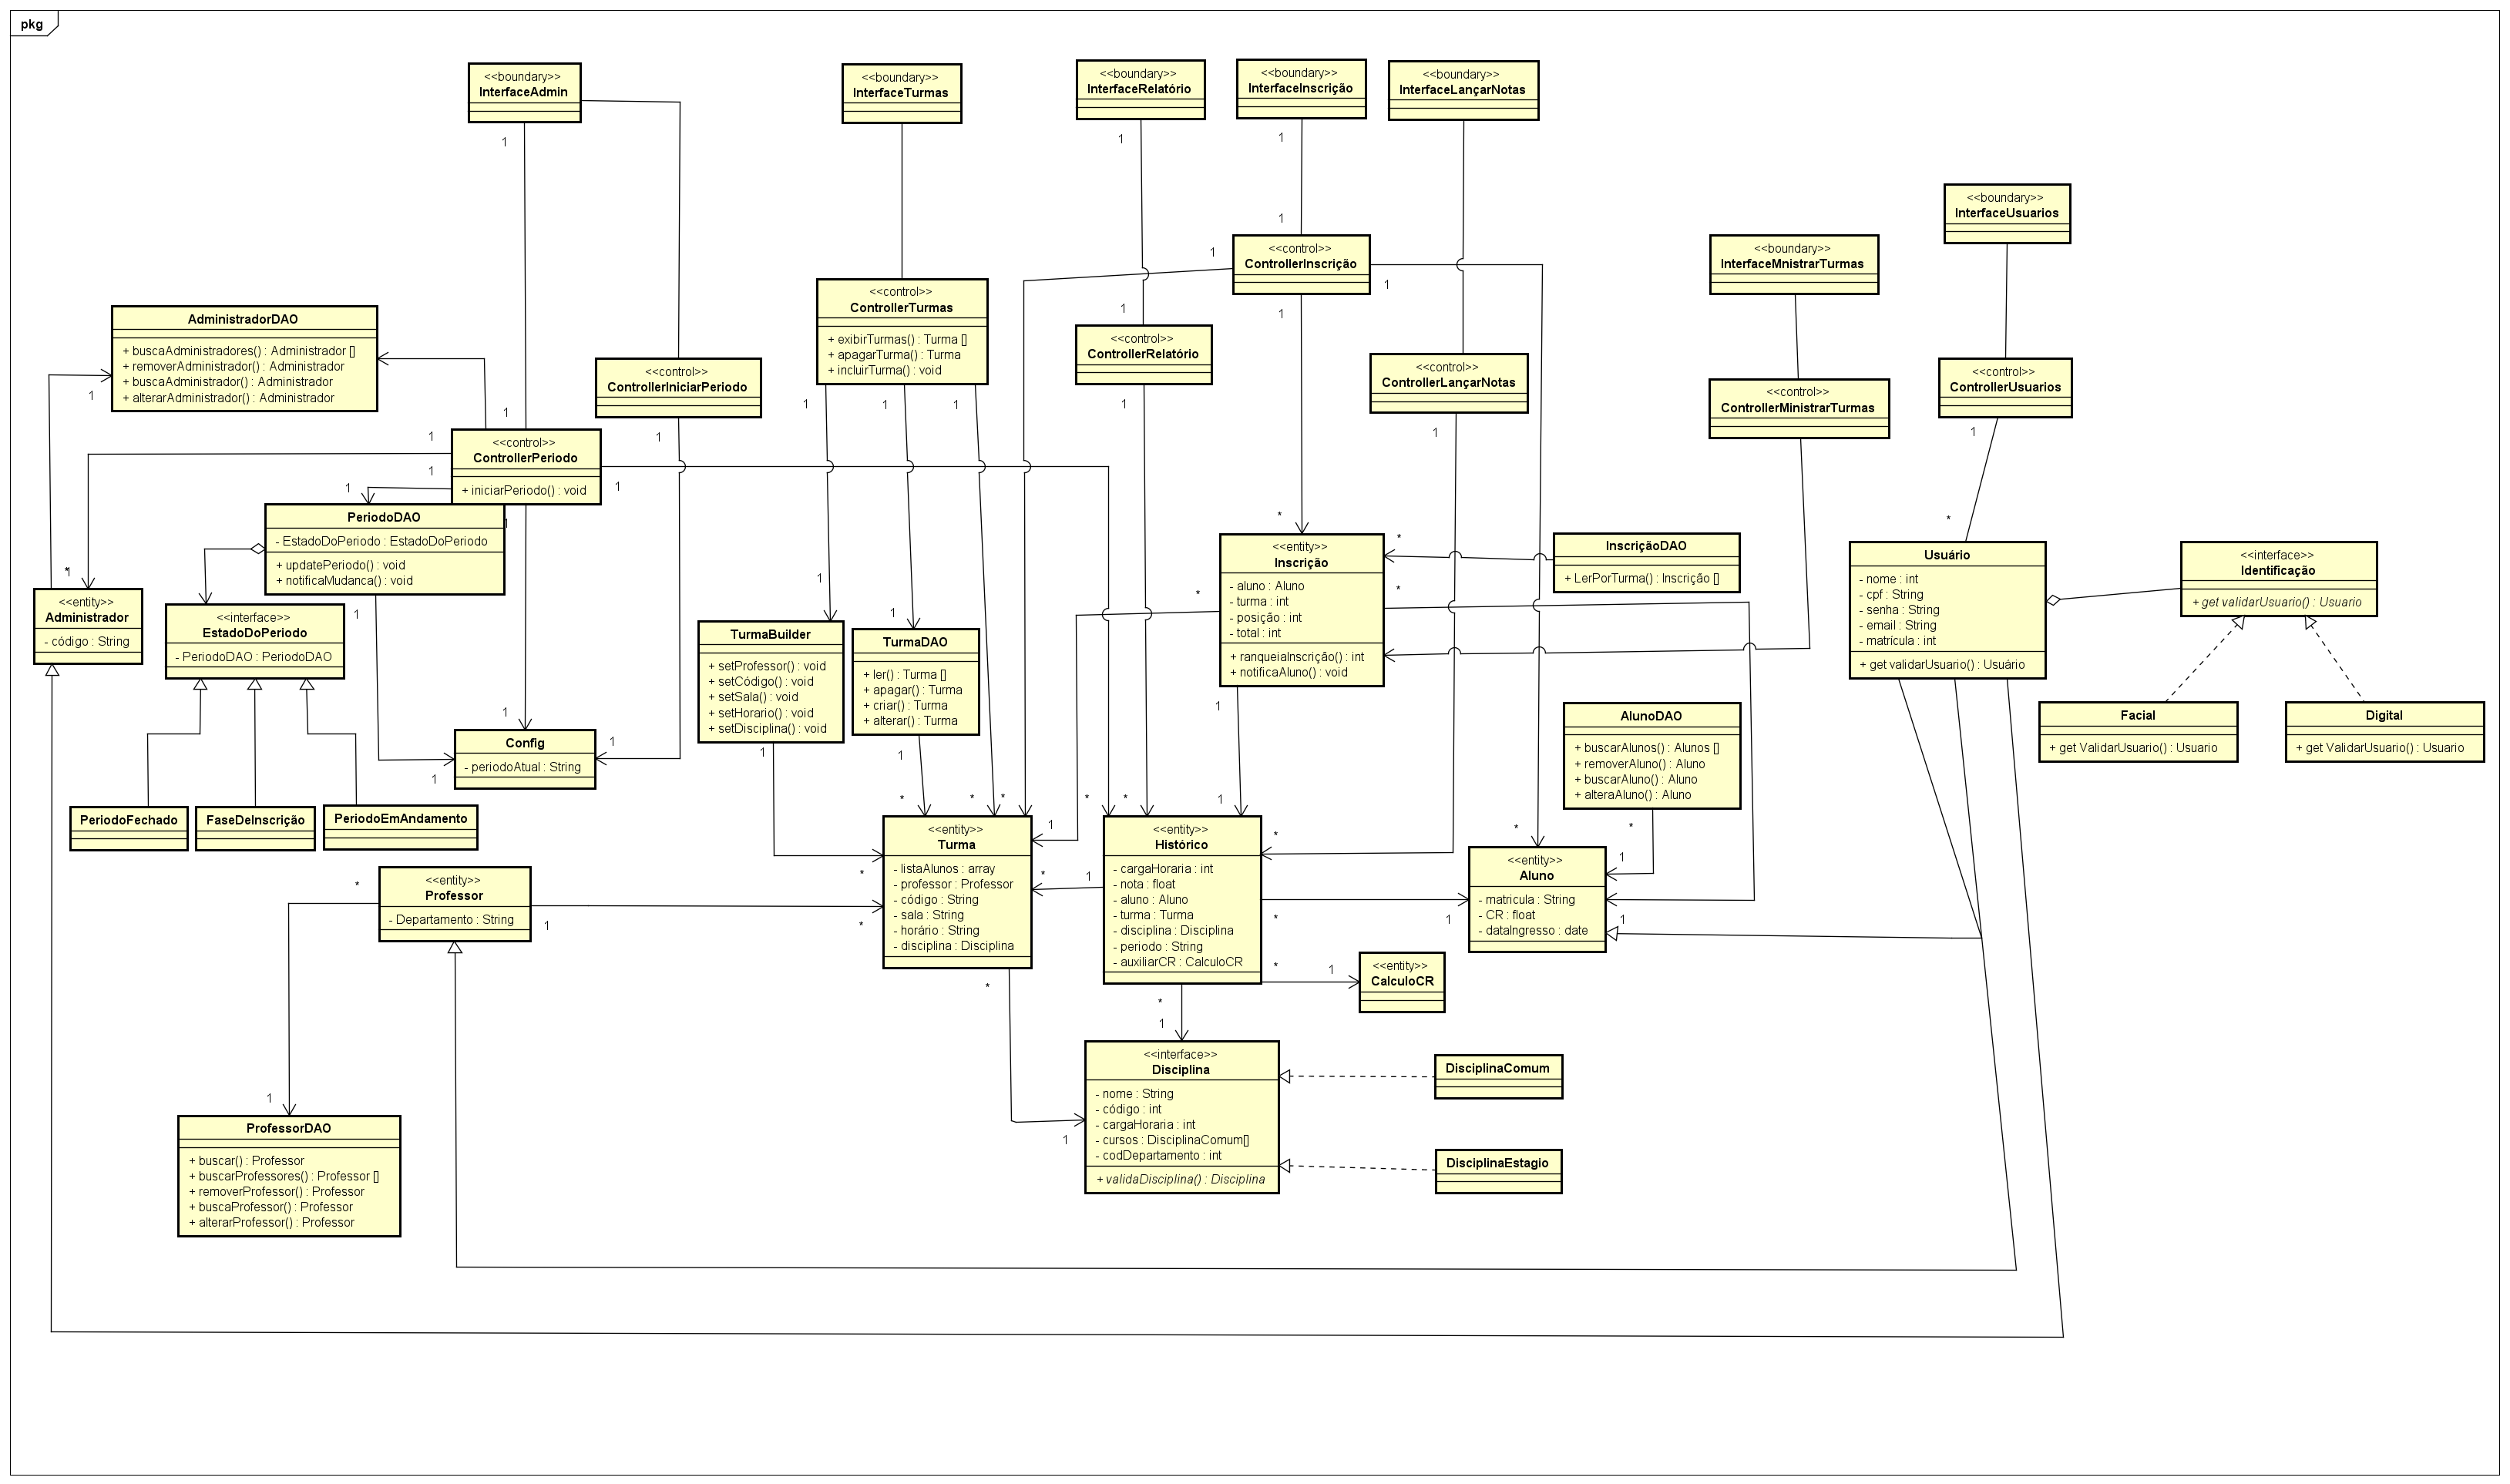 pkg
<<boundary>>
InterfaceAdmin
<<boundary>>
InterfaceTurmas
<<boundary>>
InterfaceRelatório
<<boundary>>
InterfaceInscrição
<<boundary>>
InterfaceLançarNotas
1
1
1
<<boundary>>
InterfaceUsuarios
<<boundary>>
InterfaceMnistrarTurmas
1
<<control>>
ControllerInscrição
1
1
1
<<control>>
ControllerTurmas
+ exibirTurmas() : Turma []
+ apagarTurma() : Turma
+ incluirTurma() : void
1
1
1
AdministradorDAO
+ buscaAdministradores() : Administrador []
+ removerAdministrador() : Administrador
+ buscaAdministrador() : Administrador
+ alterarAdministrador() : Administrador
1
1
<<control>>
ControllerRelatório
1
<<control>>
ControllerLançarNotas
1
<<control>>
ControllerIniciarPeriodo
1
<<control>>
ControllerMinistrarTurmas
<<control>>
ControllerUsuarios
1
*
1
1
1
<<control>>
ControllerPeriodo
+ iniciarPeriodo() : void
1
1
1
PeriodoDAO
- EstadoDoPeriodo : EstadoDoPeriodo
+ updatePeriodo() : void
+ notificaMudanca() : void
1
*
1
<<entity>>
Administrador
- código : String
<<interface>>
EstadoDoPeriodo
- PeriodoDAO : PeriodoDAO
1
1
TurmaBuilder
+ setProfessor() : void
+ setCódigo() : void
+ setSala() : void
+ setHorario() : void
+ setDisciplina() : void
1
TurmaDAO
+ ler() : Turma []
+ apagar() : Turma
+ criar() : Turma
+ alterar() : Turma
1
*
*
*
<<entity>>
Inscrição
- aluno : Aluno
- turma : int
- posição : int
- total : int
+ ranqueiaInscrição() : int
+ notificaAluno() : void
*
*
1
InscriçãoDAO
+ LerPorTurma() : Inscrição []
Usuário
- nome : int
- cpf : String
- senha : String
- email : String
- matrícula : int
+ get validarUsuario() : Usuário
<<interface>>
Identificação
+ get validarUsuario() : Usuario
Facial
+ get ValidarUsuario() : Usuario
Digital
+ get ValidarUsuario() : Usuario
AlunoDAO
+ buscarAlunos() : Alunos []
+ removerAluno() : Aluno
+ buscarAluno() : Aluno
+ alteraAluno() : Aluno
*
1
1
1
1
Config
- periodoAtual : String
PeriodoFechado
FaseDeInscrição
PeriodoEmAndamento
*
*
*
*
1
1
*
<<entity>>
Turma
- listaAlunos : array
- professor : Professor
- código : String
- sala : String
- horário : String
- disciplina : Disciplina
*
*
1
*
<<entity>>
Histórico
- cargaHoraria : int
- nota : float
- aluno : Aluno
- turma : Turma
- disciplina : Disciplina
- periodo : String
- auxiliarCR : CalculoCR
*
*
1
*
1
*
<<entity>>
Aluno
- matricula : String
- CR : float
- dataIngresso : date
1
<<entity>>
CalculoCR
*
<<entity>>
Professor
- Departamento : String
1
*
*
1
1
1
ProfessorDAO
+ buscar() : Professor
+ buscarProfessores() : Professor []
+ removerProfessor() : Professor
+ buscaProfessor() : Professor
+ alterarProfessor() : Professor
<<interface>>
Disciplina
- nome : String
- código : int
- cargaHoraria : int
- cursos : DisciplinaComum[]
- codDepartamento : int
+ validaDisciplina() : Disciplina
DisciplinaComum
DisciplinaEstagio